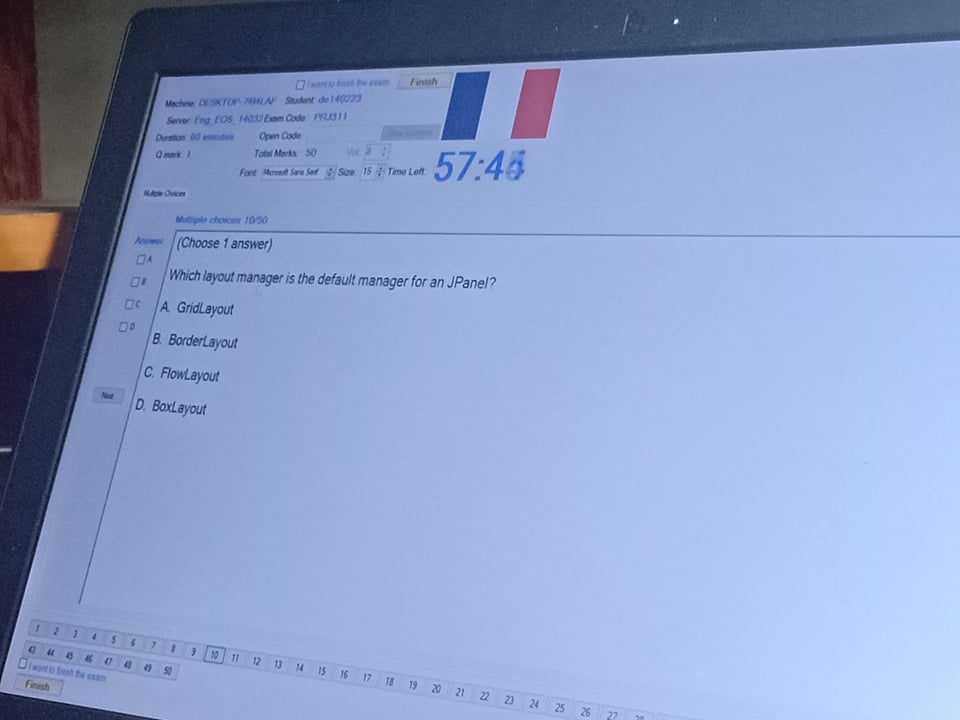 I want to finish the exam Finish
Machine: DESKTOP-74I4LAF Student: de140223
Server: Eng_EOS_14032 Exam Code: PRJ311
Duration: 60 minutes Open Code:
Q mark: 1 Total Marks: 50 Vol: 8
Font: Microsoft Sans Serif Size: 15 Time Left:
Multiple Choices
Multiple choices 10/50
Answer
(Choose 1 answer)
A
Which layout manager is the default manager for an JPanel?
B
C
A. GridLayout
D
B. BorderLayout
C. FlowLayout
Next
D. BoxLayout
1 2 3 4 5 6 7 8 9 10 11 12 13 14 15 16 17 18 19 20 21 22 23 24 25 26 27
43 44 45 46 47 48 49 50
I want to finish the exam
Finish